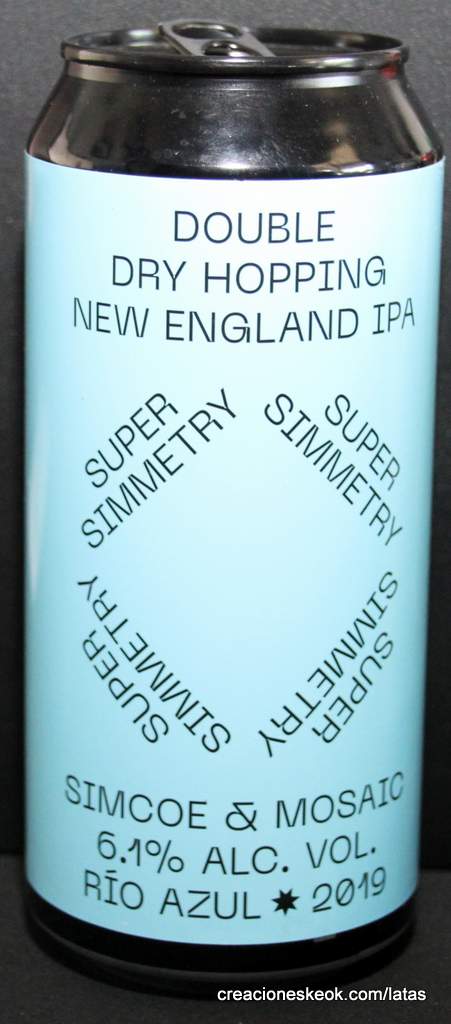 DOUBLE
DRY HOPPING
NEW ENGLAND IPA
SUPER
SIMMETRY
SUPER
SIMMETRY
SUPER
SIMMETRY
SUPER
SIMMETRY
SIMCOE & MOSAIC
6.1% ALC. VOL.
RÍO AZUL ✷ 2019
creacioneskeok.com/latas